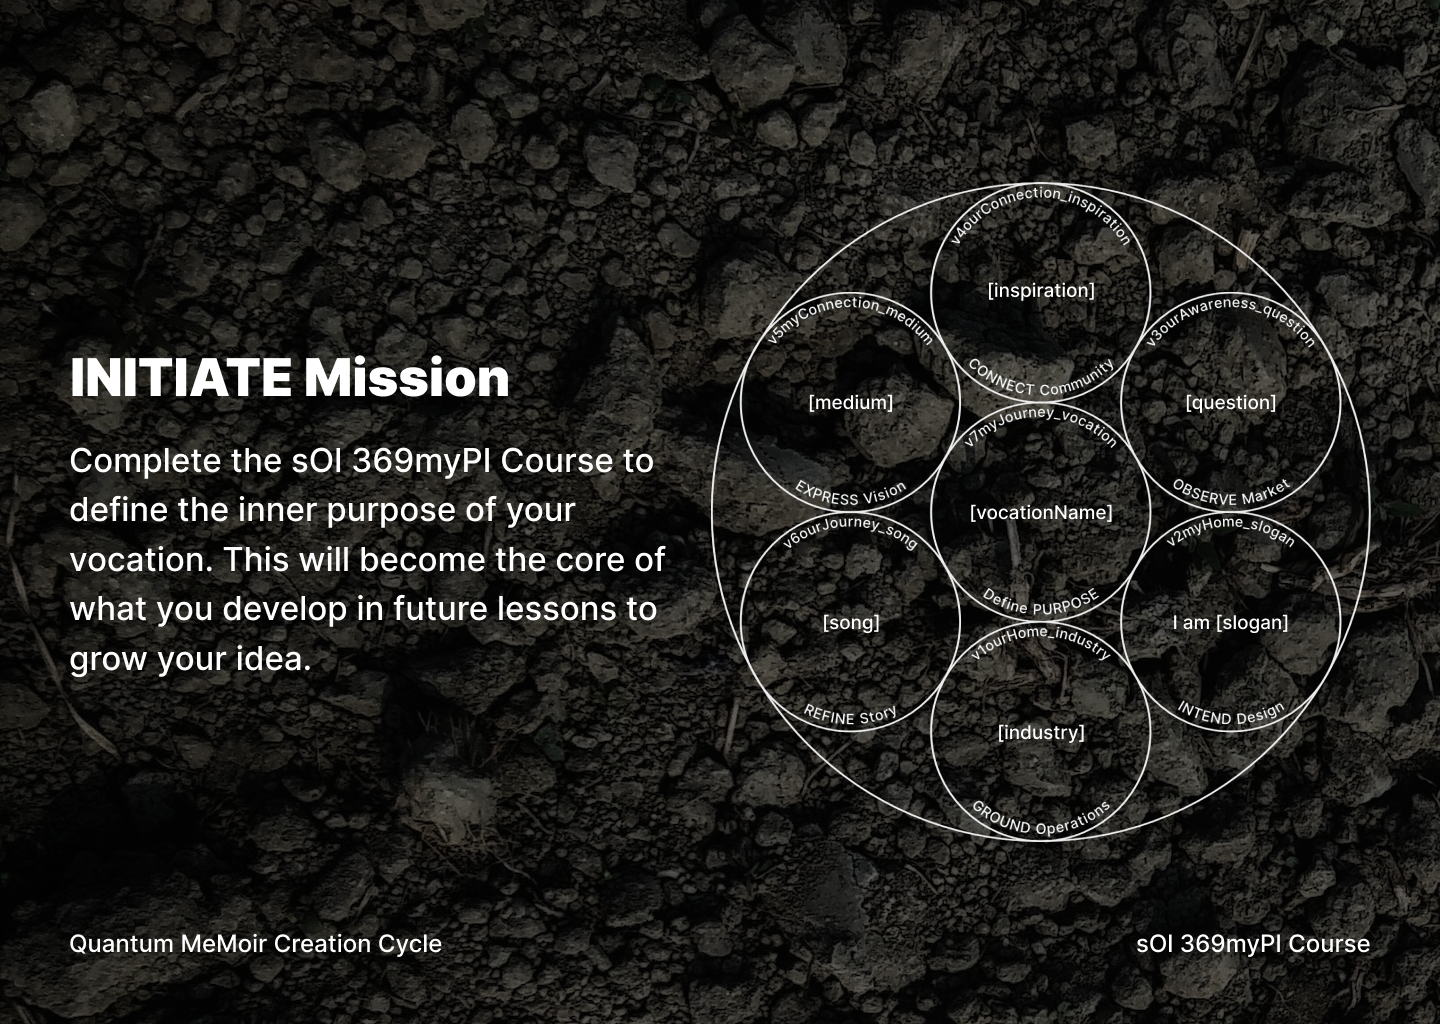 INITIATE Mission
Complete the sOI 369myPI Course to
define the inner purpose of your
vocation. This will become the core of
what you develop in future lessons to
grow your idea.
v4ourConnection_inspiration
[inspiration]
CONNECT Community
v5myConnection_medium
[medium]
EXPRESS Vision
v3ourAwareness_question
[question]
OBSERVE Market
v7myJourney_vocation
[vocationName]
Define PURPOSE
v6ourJourney_song
[song]
REFINE Story
v2myHome_slogan
I am [slogan]
INTEND Design
v1ourHome_industry
[industry]
GROUND Operations
Quantum MeMoir Creation Cycle
sOI 369myPI Course